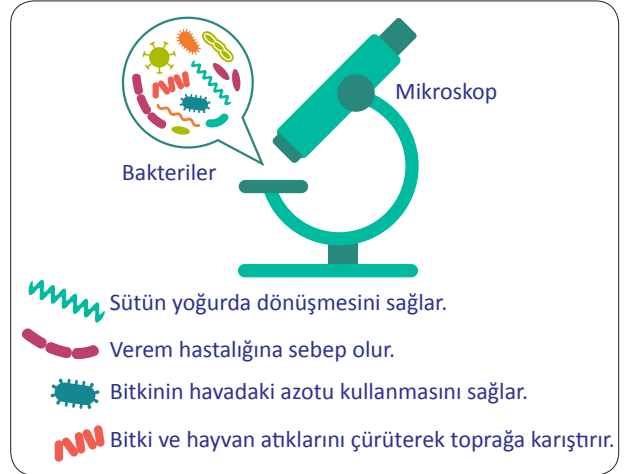 Mikroskop
Bakteriler
Sütün yoğurda dönüşmesini sağlar.
Verem hastalığına sebep olur.
Bitkinin havadaki azotu kullanmasını sağlar.
Bitki ve hayvan atıklarını çürüterek toprağa karıştırır.